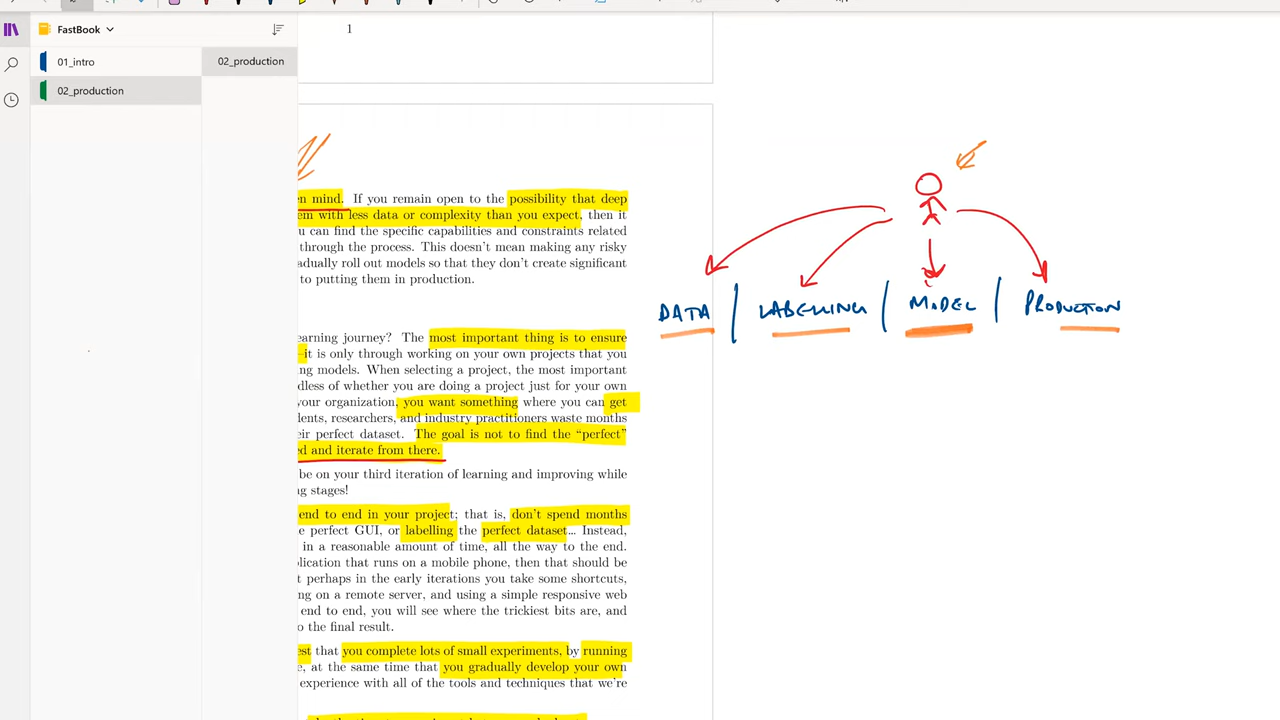 FastBook
01_intro
02_production
02_production
1
en mind. If you remain open to the possibility that deep
em with less data or complexity than you expect, then it
u can find the specific capabilities and constraints related
through the process. This doesn't mean making any risky
adually roll out models so that they don't create significant
to putting them in production.
earning journey? The most important thing is to ensure
—it is only through working on your own projects that you
ng models. When selecting a project, the most important
dless of whether you are doing a project just for your own
your organization, you want something where you can get
lents, researchers, and industry practitioners waste months
eir perfect dataset. The goal is not to find the “perfect”
ed and iterate from there.
be on your third iteration of learning and improving while
ng stages!
end to end in your project; that is, don't spend months
e perfect GUI, or labelling the perfect dataset... Instead,
in a reasonable amount of time, all the way to the end.
plication that runs on a mobile phone, then that should be
t perhaps in the early iterations you take some shortcuts,
ng on a remote server, and using a simple responsive web
end to end, you will see where the trickiest bits are, and
o the final result.
est that you complete lots of small experiments, by running
e, at the same time that you gradually develop your own
experience with all of the tools and techniques that we're
DATA | LABELLING | MODEL | PRODUCTION